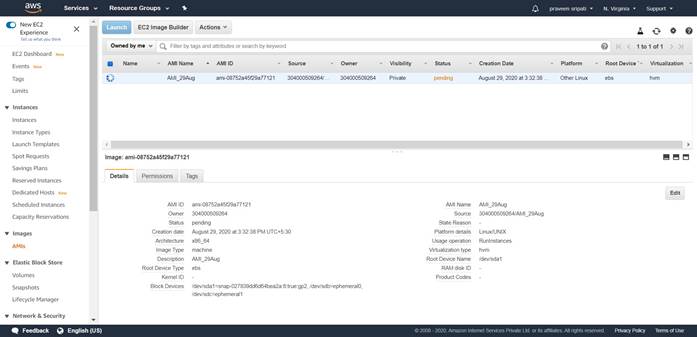 aws Services Resource Groups praveen sripati N. Virginia Support
New EC2 Experience
Tell us what you think
EC2 Dashboard New
Events New
Tags
Limits
Instances
Instances
Instance Types
Launch Templates
Spot Requests
Savings Plans
Reserved Instances
Dedicated Hosts New
Scheduled Instances
Capacity Reservations
Images
AMIs
Elastic Block Store
Volumes
Snapshots
Lifecycle Manager
Network & Security
Launch EC2 Image Builder Actions
Owned by me Filter by tags and attributes or search by keyword 1 to 1 of 1
Name AMI Name AMI ID Source Owner Visibility Status Creation Date Platform Root Device Virtualization
AMI_29Aug ami-08752a45f29a77121 304000509264/... 304000509264 Private pending August 29, 2020 at 3:32:38 ... Other Linux ebs hvm
Image: ami-08752a45f29a77121
Details Permissions Tags
Edit
AMI ID ami-08752a45f29a77121 AMI Name AMI_29Aug
Owner 304000509264 Source 304000509264/AMI_29Aug
Status pending State Reason -
Creation date August 29, 2020 at 3:32:38 PM UTC+5:30 Platform details Linux/UNIX
Architecture x86_64 Usage operation RunInstances
Image Type machine Virtualization type hvm
Description AMI_29Aug Root Device Name /dev/sda1
Root Device Type ebs RAM disk ID -
Kernel ID - Product Codes -
Block Devices /dev/sda1=snap-027839dd6d64bea2a:8:true:gp2, /dev/sdb=ephemeral0,
/dev/sdc=ephemeral1
Feedback English (US) © 2008 - 2020, Amazon Internet Services Private Ltd. or its affiliates. All rights reserved. Privacy Policy Terms of Use